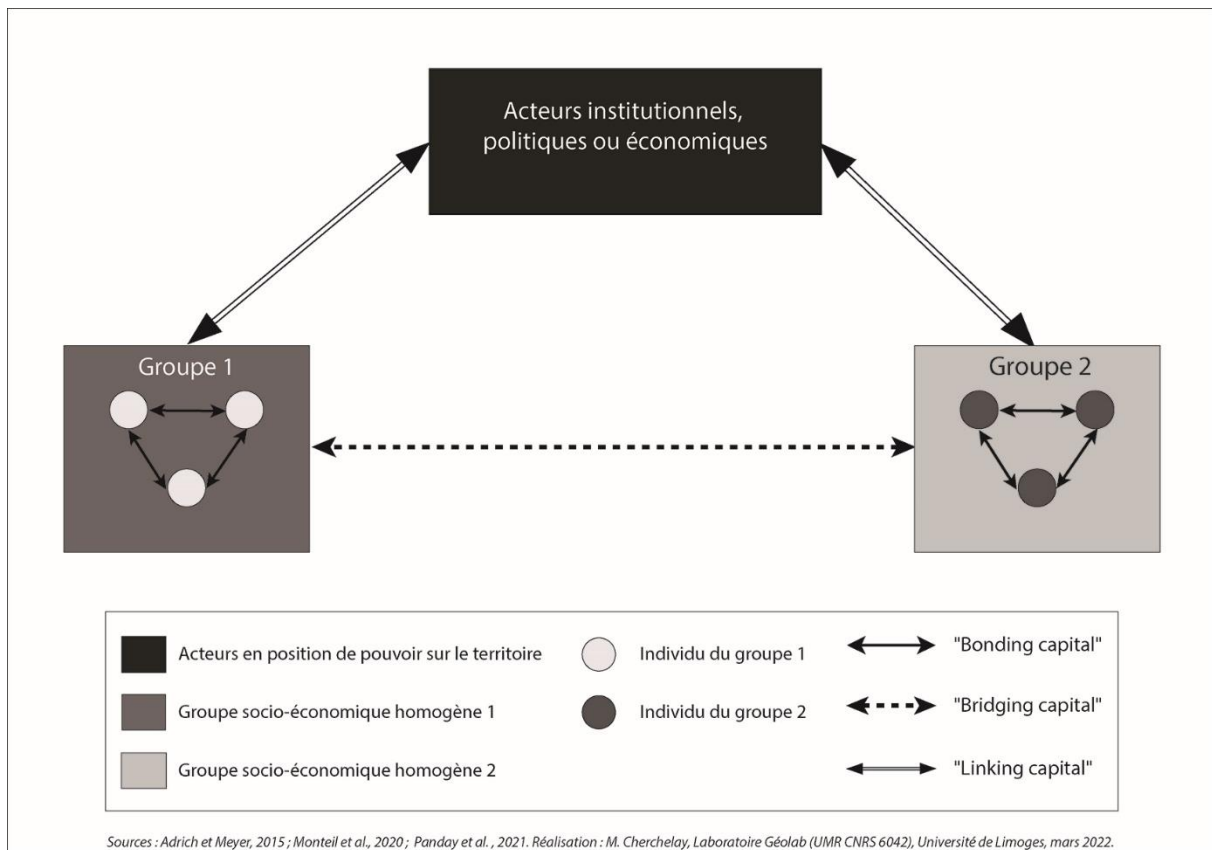 Acteurs institutionnels,
politiques ou économiques
Groupe 1
Groupe 2
Acteurs en position de pouvoir sur le territoire
Individu du groupe 1
"Bonding capital"
Groupe socio-économique homogène 1
Individu du groupe 2
"Bridging capital"
Groupe socio-économique homogène 2
"Linking capital"
Sources : Adrich et Meyer, 2015 ; Monteil et al., 2020 ; Panday et al. , 2021. Réalisation : M. Cherchelay, Laboratoire Géolab (UMR CNRS 6042), Université de Limoges, mars 2022.